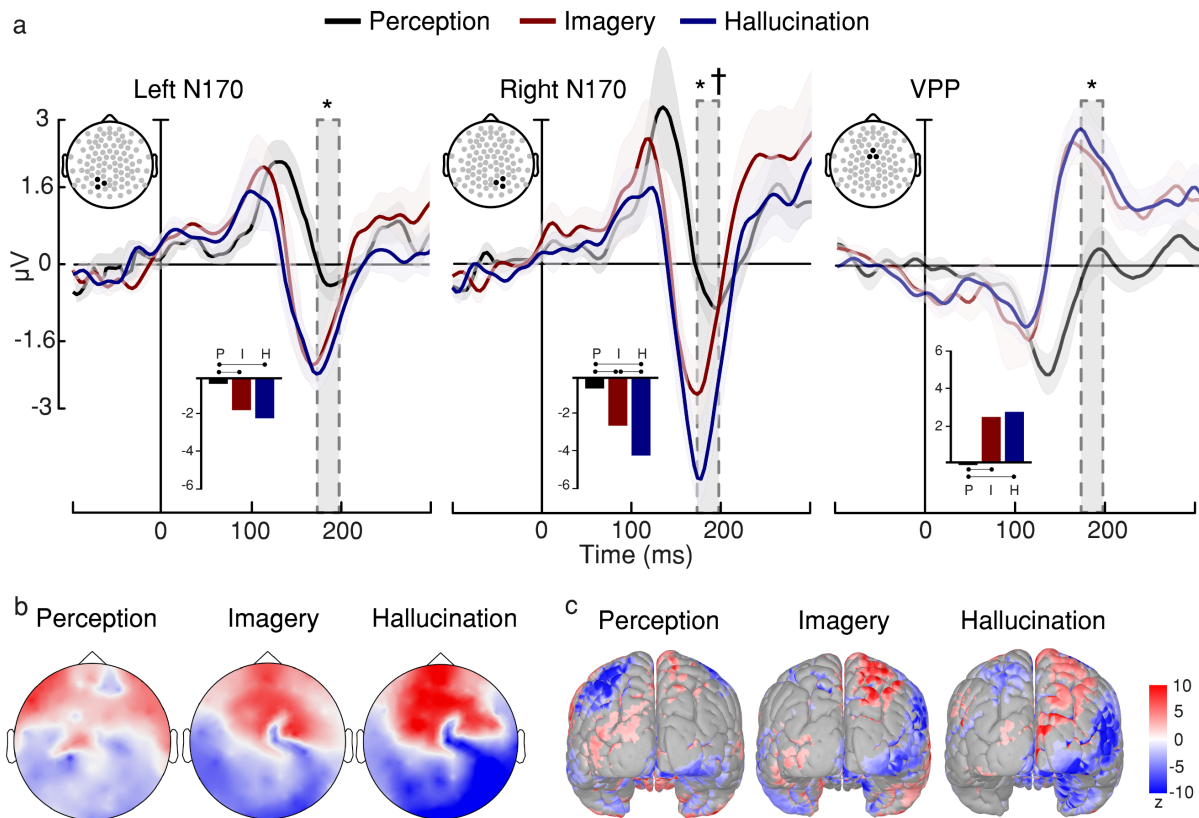 a
Perception Imagery Hallucination
Left N170 * Right N170 * † VPP *
3
1.6
0
-1.6
-3
µV
P I H
-2
-4
-6
P I H
-2
-4
-6
6
4
2
P I H
0 100 200 0 100 200 0 100 200
Time (ms)
b Perception Imagery Hallucination
c Perception Imagery Hallucination
10
5
0
-5
-10
z